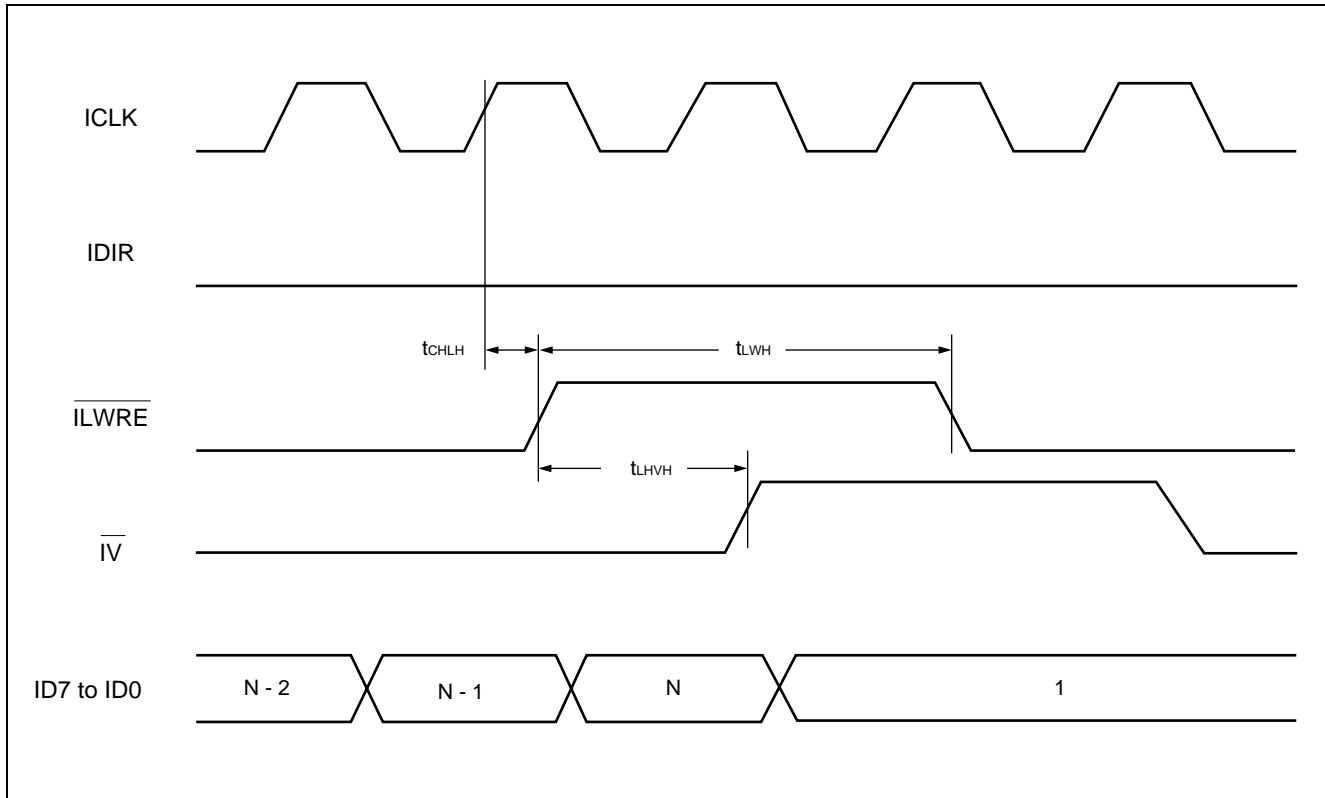 ICLK
IDIR
tCHLH
tLWH
ILWRE
tLHVH
IV
ID7 to ID0
N - 2
N - 1
N
1